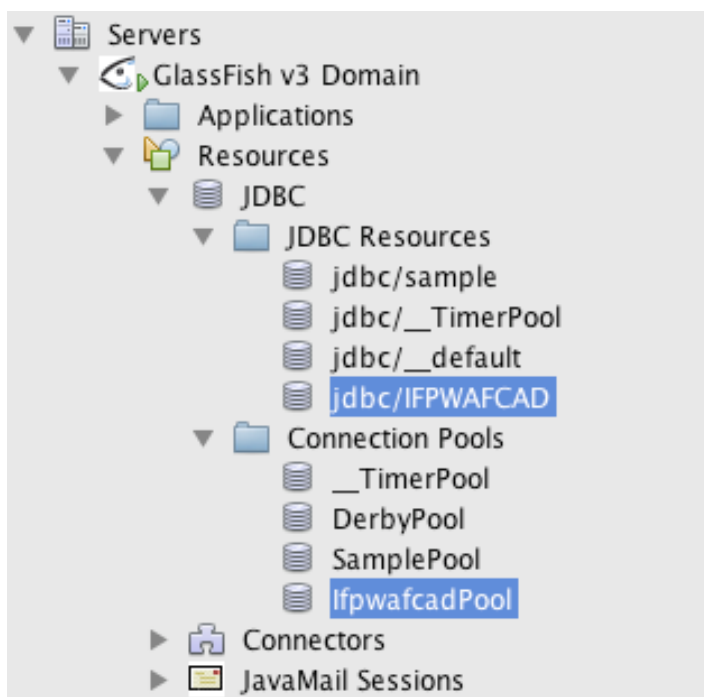 Servers
GlassFish v3 Domain
Applications
Resources
JDBC
JDBC Resources
jdbc/sample
jdbc/__TimerPool
jdbc/__default
jdbc/IFPWAFCAD
Connection Pools
__TimerPool
DerbyPool
SamplePool
IfpwafcadPool
Connectors
JavaMail Sessions